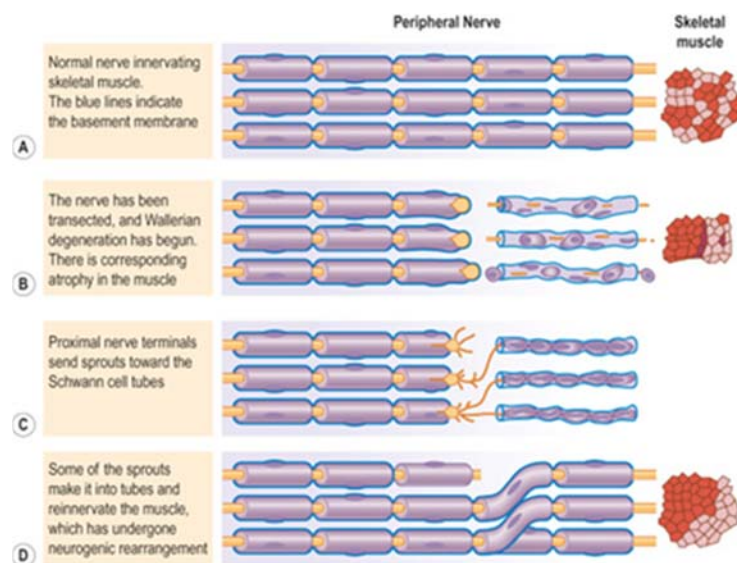 Peripheral Nerve
Skeletal
muscle
Normal nerve innervating
skeletal muscle.
The blue lines indicate
the basement membrane
A
The nerve has been
transected, and Wallerian
degeneration has begun.
There is corresponding
atrophy in the muscle
B
Proximal nerve terminals
send sprouts toward the
Schwann cell tubes
C
Some of the sprouts
make it into tubes and
reinnervate the muscle,
which has undergone
neurogenic rearrangement
D